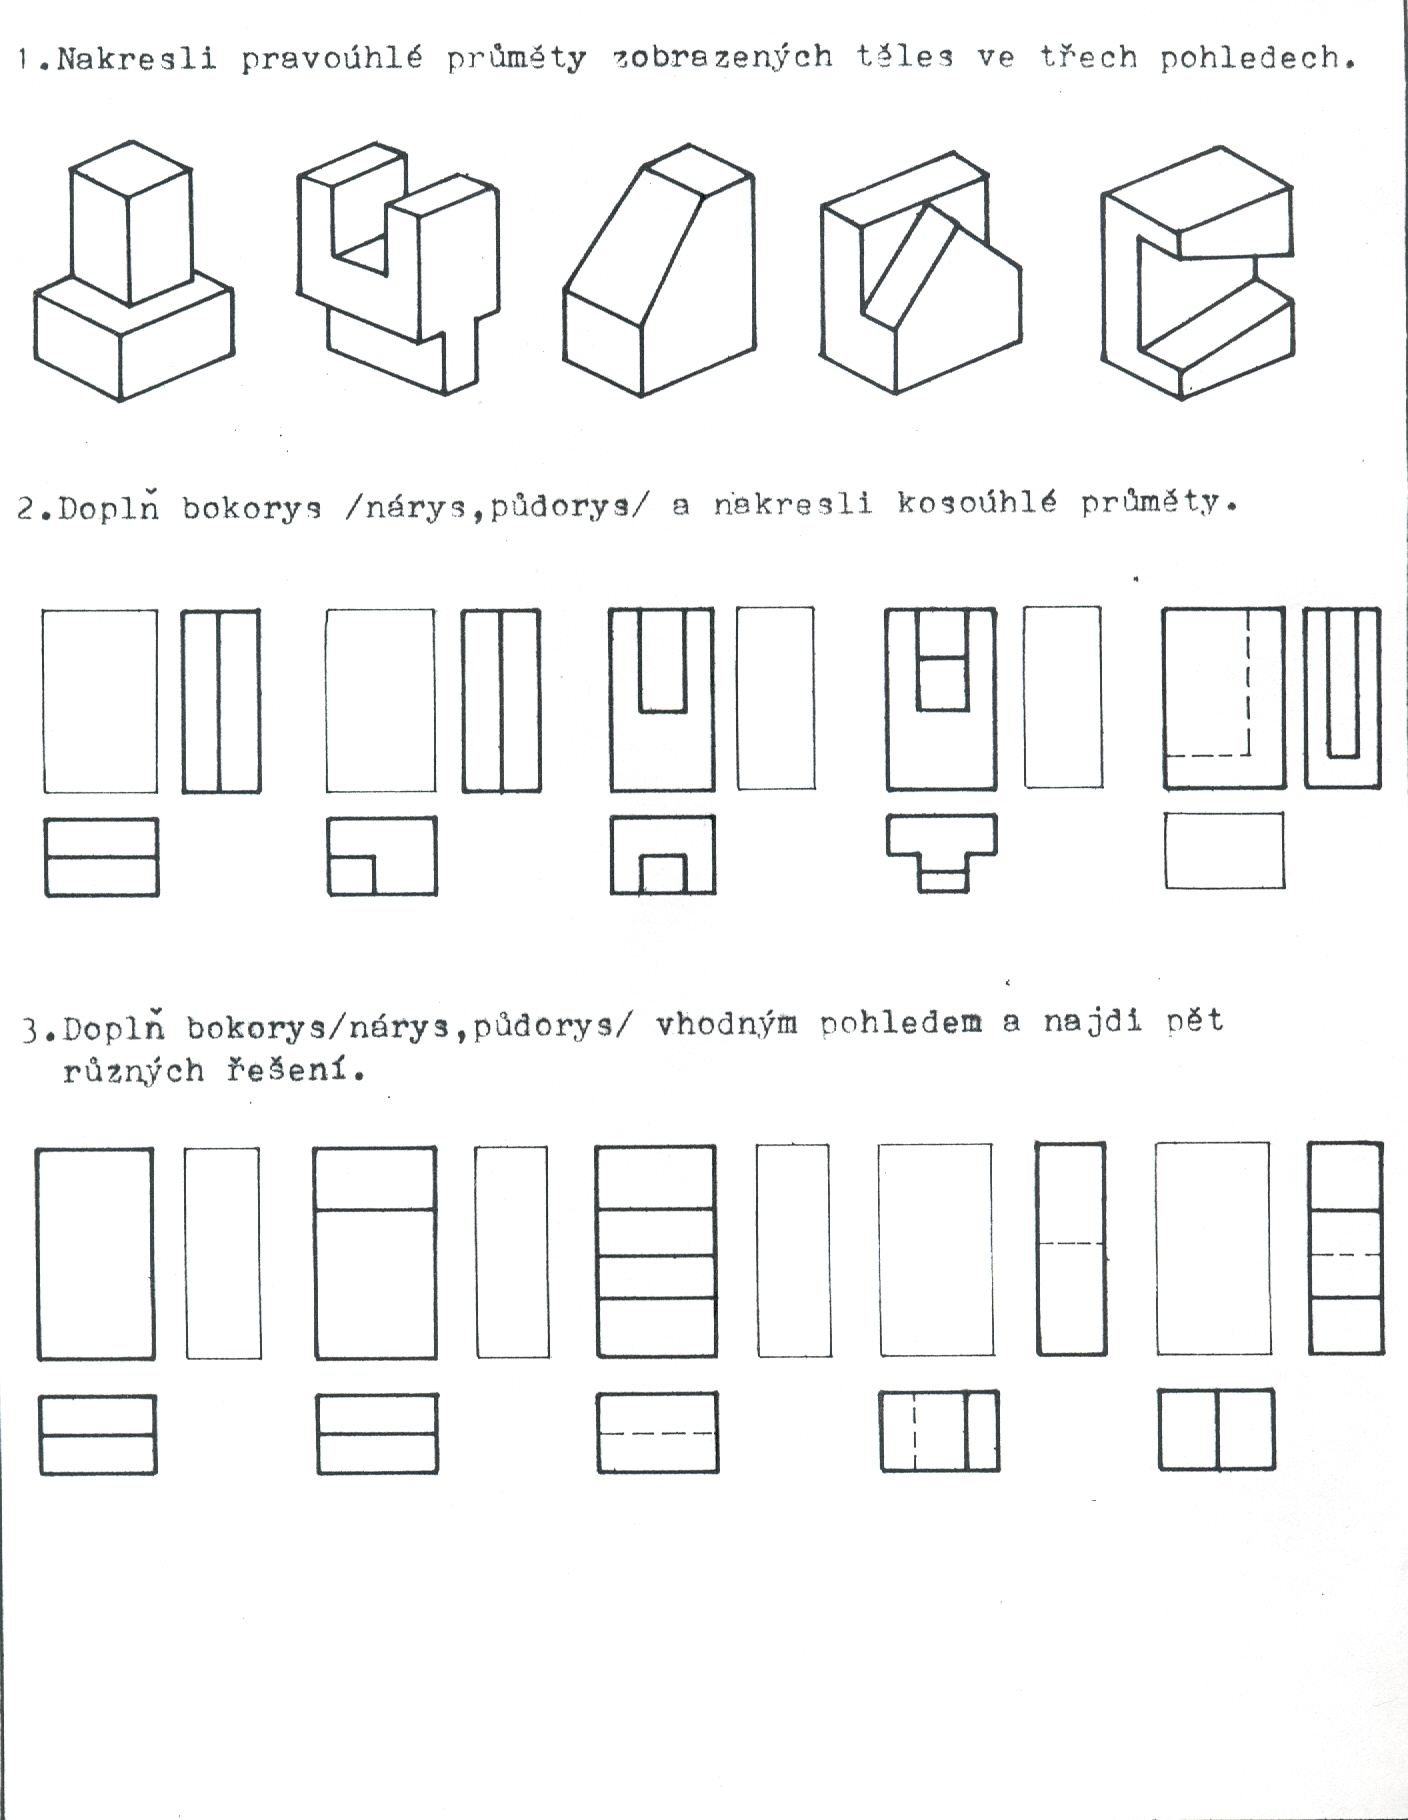 1.Nakresli pravoúhlé průměty zobrazených těles ve třech pohledech.
2.Doplň bokorys /nárys,půdorys/ a nakresli kosoúhlé průměty.
3.Doplň bokorys/nárys,půdorys/ vhodným pohledem a najdi pět
různých řešení.